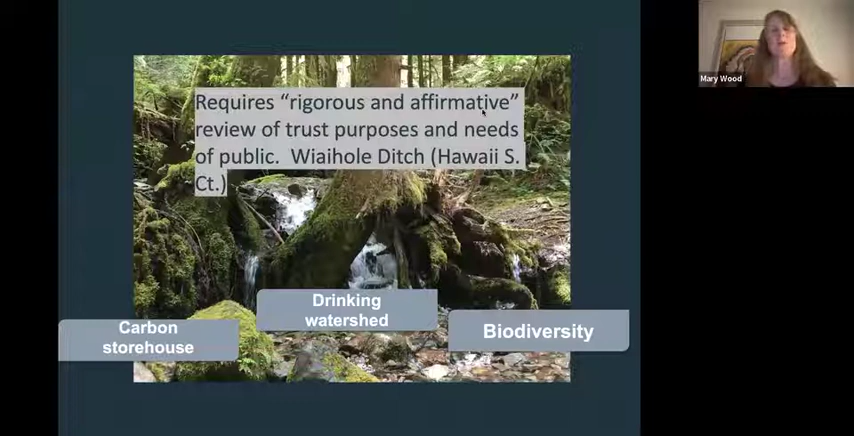 Requires “rigorous and affirmative”
review of trust purposes and needs
of public.  Wiaihole Ditch (Hawaii S.
Ct.)
Drinking
watershed
Carbon
storehouse
Biodiversity
Mary Wood